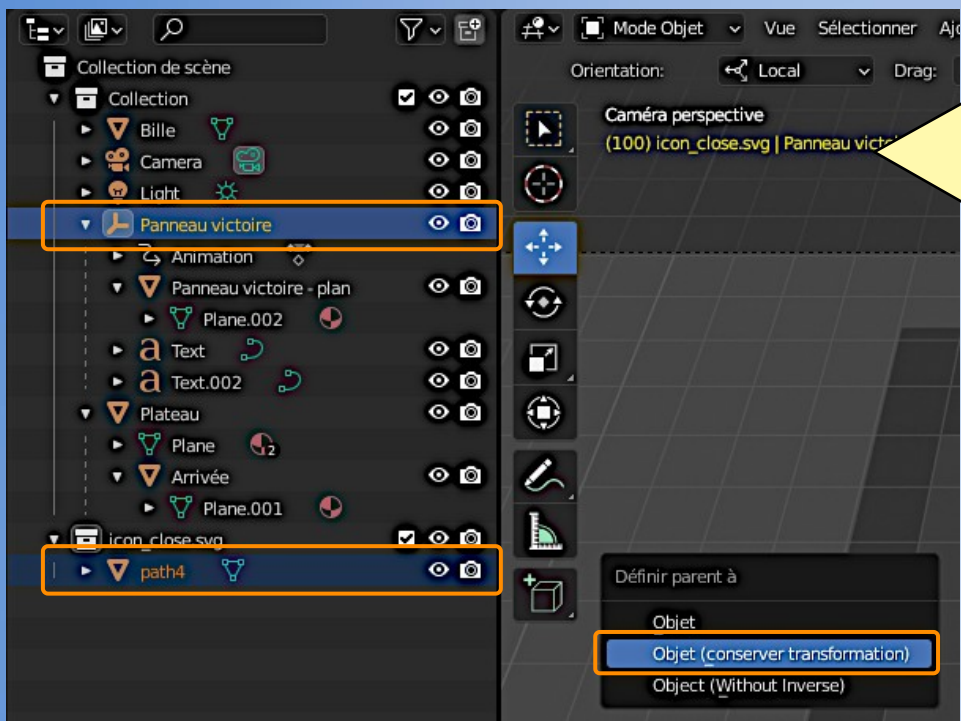 Collection de scène
Collection
Bille
Camera
Light
Panneau victoire
Animation
Panneau victoire - plan
Plane.002
a Text
a Text.002
Plateau
Plane 2
Arrivée
Plane.001
icon_close.svg
path4
Mode Objet Vue Sélectionner Ajo
Orientation: Local Drag:
Caméra perspective
(100) icon_close.svg | Panneau victo
Définir parent à
Objet
Objet (conserver transformation)
Object (Without Inverse)